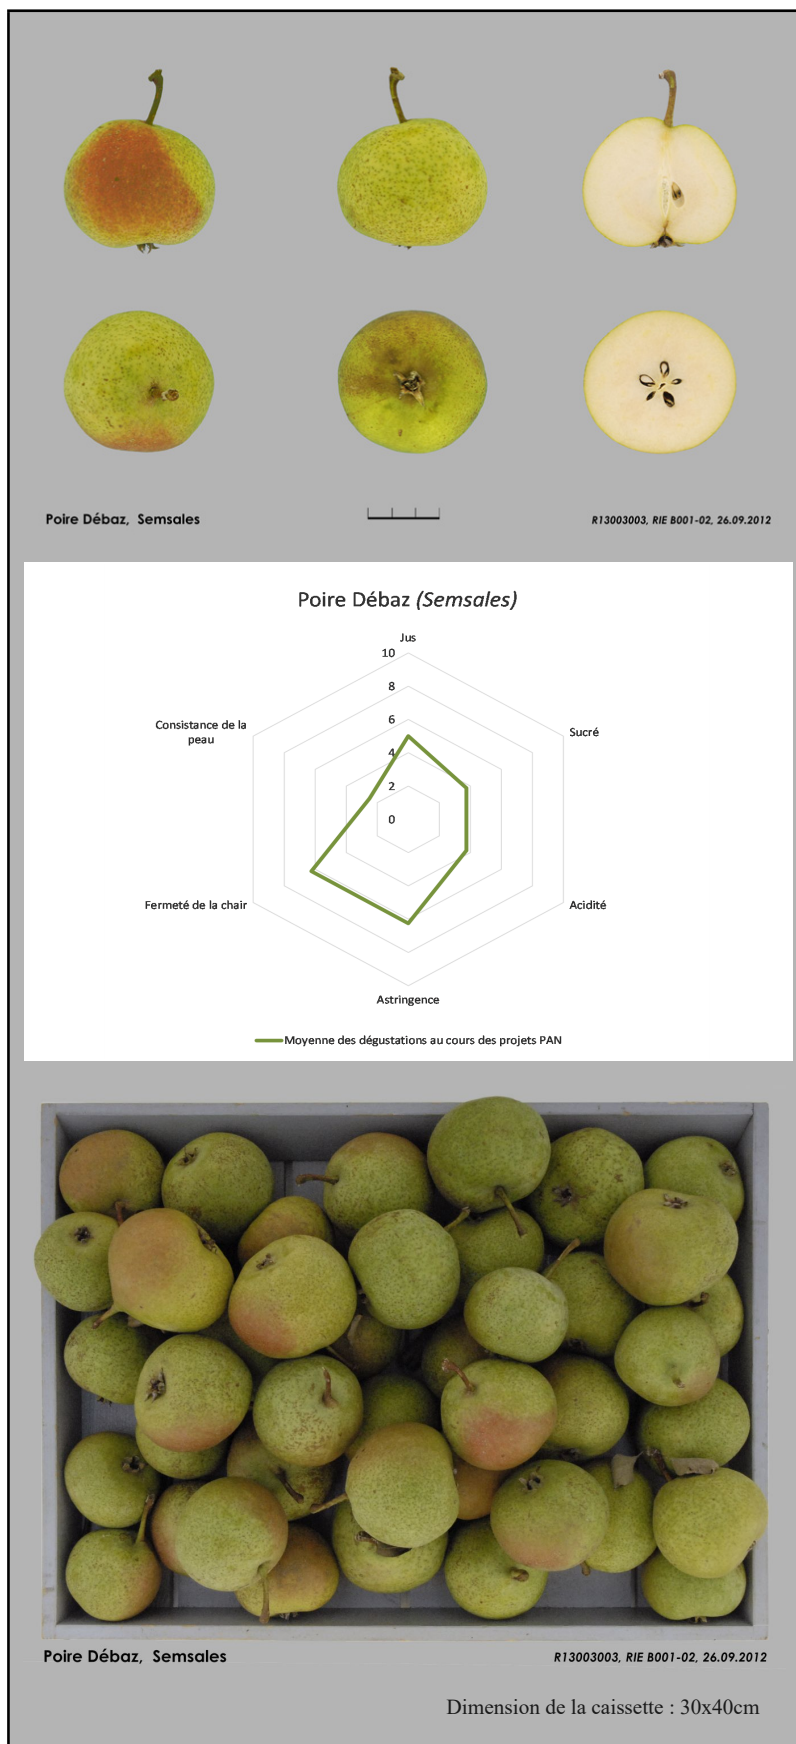 Poire Débaz,  Semsales
R13003003, RIE B001-02, 26.09.2012
Poire Débaz (Semsales)
Jus
10
8
6
4
2
0
Sucré
Acidité
Astringence
Fermeté de la chair
Consistance de la
peau
Moyenne des dégustations au cours des projets PAN
Poire Débaz,  Semsales
R13003003, RIE B001-02, 26.09.2012
Dimension de la caissette : 30x40cm